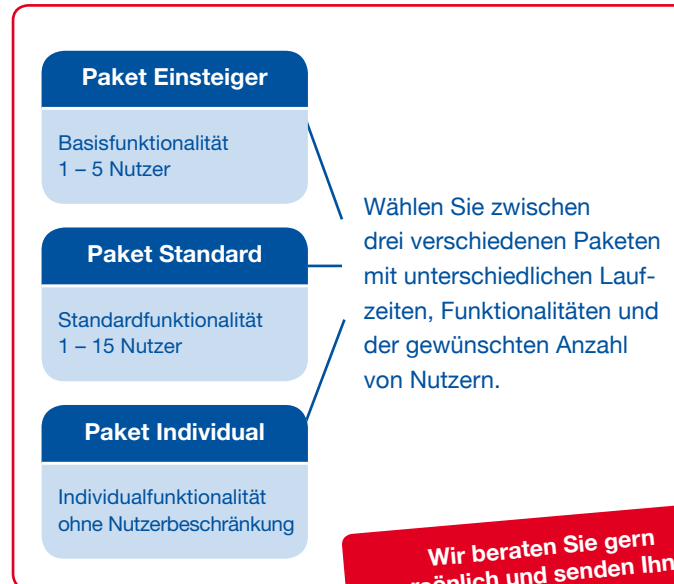 Paket Einsteiger
Basisfunktionalität
1 – 5 Nutzer
Paket Standard
Standardfunktionalität
1 – 15 Nutzer
Paket Individual
Individualfunktionalität
ohne Nutzerbeschränkung
Wählen Sie zwischen
drei verschiedenen Paketen
mit unterschiedlichen Lauf-
zeiten, Funktionalitäten und
der gewünschten Anzahl
von Nutzern.
Wir beraten Sie gern
und senden